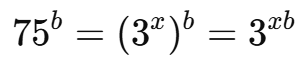 75^b = (3^x)^b = 3^{xb}